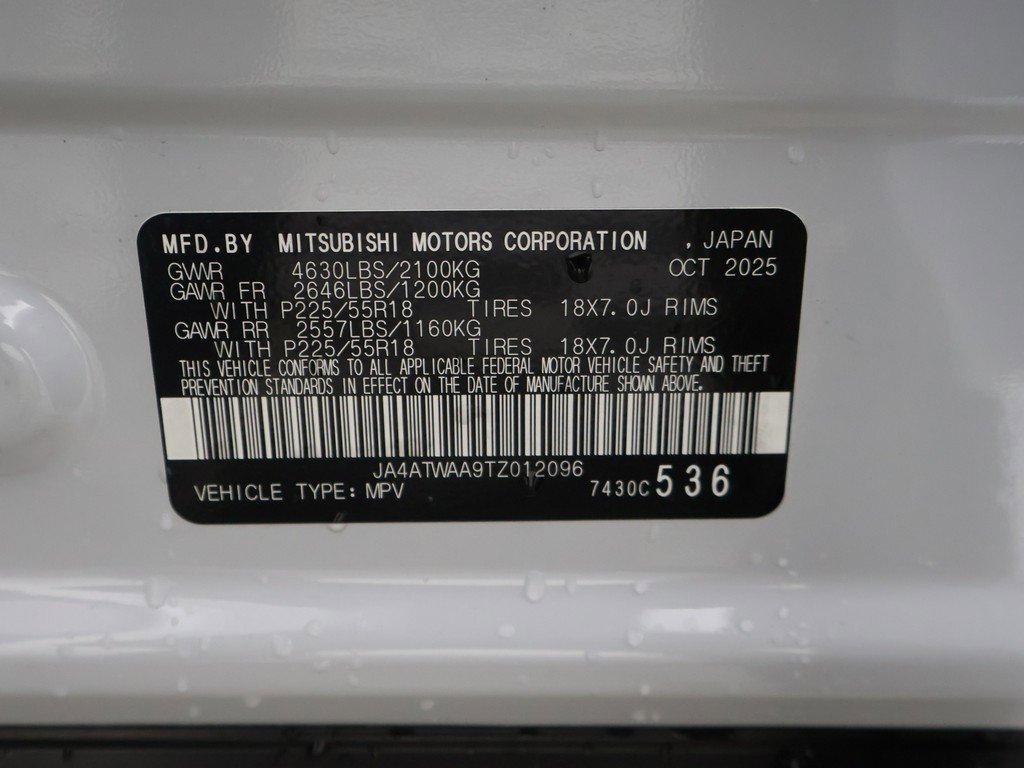 MFD.BY MITSUBISHI MOTORS CORPORATION , JAPAN
GVWR 4630LBS/2100KG OCT 2025
GAWR FR 2646LBS/1200KG
WITH P225/55R18 TIRES 18X7.0J RIMS
GAWR RR 2557LBS/1160KG
WITH P225/55R18 TIRES 18X7.0J RIMS
THIS VEHICLE CONFORMS TO ALL APPLICABLE FEDERAL MOTOR VEHICLE SAFETY AND THEFT
PREVENTION STANDARDS IN EFFECT ON THE DATE OF MANUFACTURE SHOWN ABOVE.
JA4ATWAA9TZ012096
VEHICLE TYPE: MPV 7430C 536